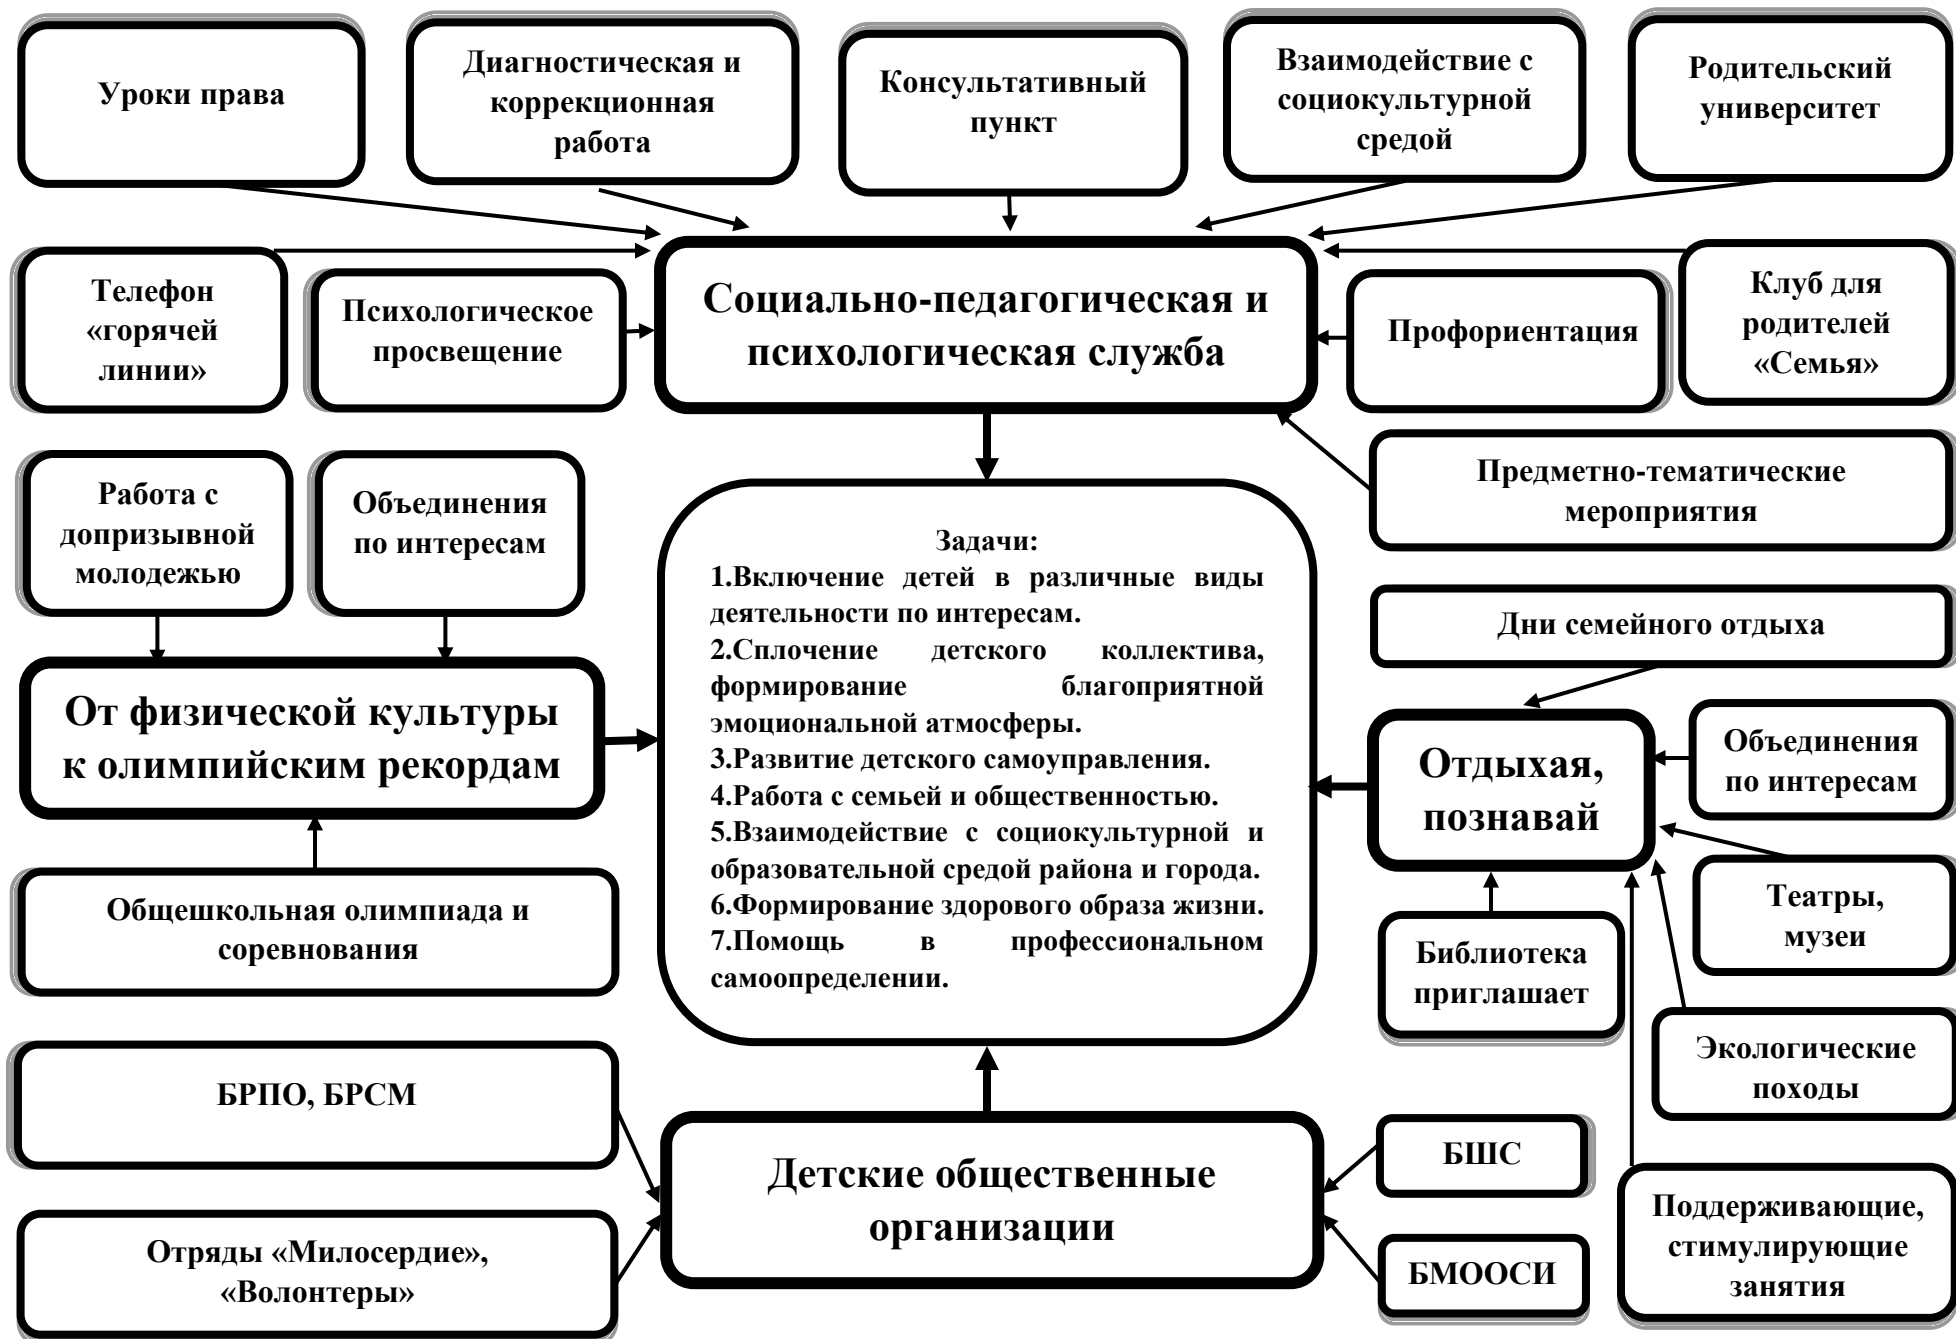 Уроки права
Диагностическая и
коррекционная
работа
Консультативный
пункт
Взаимодействие с
социокультурной
средой
Родительский
университет
Телефон
«горячей
линии»
Психологическое
просвещение
Социально-педагогическая и
психологическая служба
Профориентация
Клуб для
родителей
«Семья»
Работа с
допризывной
молодежью
Объединения
по интересам
Предметно-тематические
мероприятия
Задачи:
1.Включение детей в различные виды
деятельности по интересам.
2.Сплочение детского коллектива,
формирование благоприятной
эмоциональной атмосферы.
3.Развитие детского самоуправления.
4.Работа с семьей и общественностью.
5.Взаимодействие с социокультурной и
образовательной средой района и города.
6.Формирование здорового образа жизни.
7.Помощь в профессиональном
самоопределении.
Дни семейного отдыха
От физической культуры
к олимпийским рекордам
Отдыхая,
познавай
Объединения
по интересам
Общешкольная олимпиада и
соревнования
Театры,
музеи
Библиотека
приглашает
Экологические
походы
БРПО, БРСМ
Детские общественные
организации
БШС
Поддерживающие,
стимулирующие
занятия
Отряды «Милосердие»,
«Волонтеры»
БМООСИ